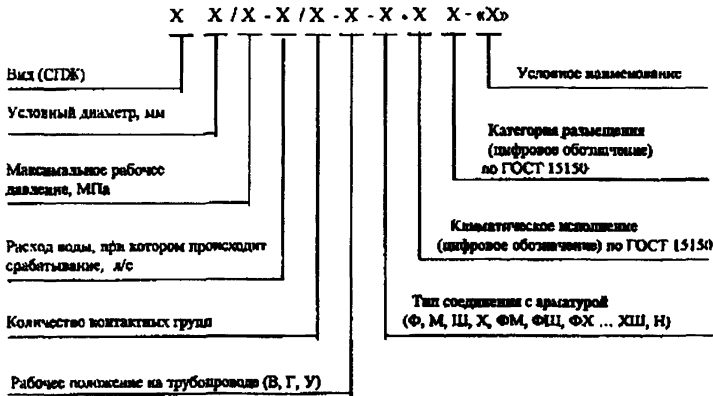 X X / X - X / X - X - X . X X - «X»
Вид (СПЖ)
Условный диаметр, мм
Максимальное рабочее
давление, МПа
Расход воды, при котором происходит
срабатывание, л/с
Количество контактных групп
Рабочее положение на трубопроводе (В, Г, У)
Условное наименование
Категория размещения
(цифровое обозначение)
по ГОСТ 15150
Климатическое исполнение
(цифровое обозначение) по ГОСТ 15150
Тип соединения с арматурой
(Ф, М, Ш, Х, ФМ, ФШ, ФХ ... ХШ, Н)